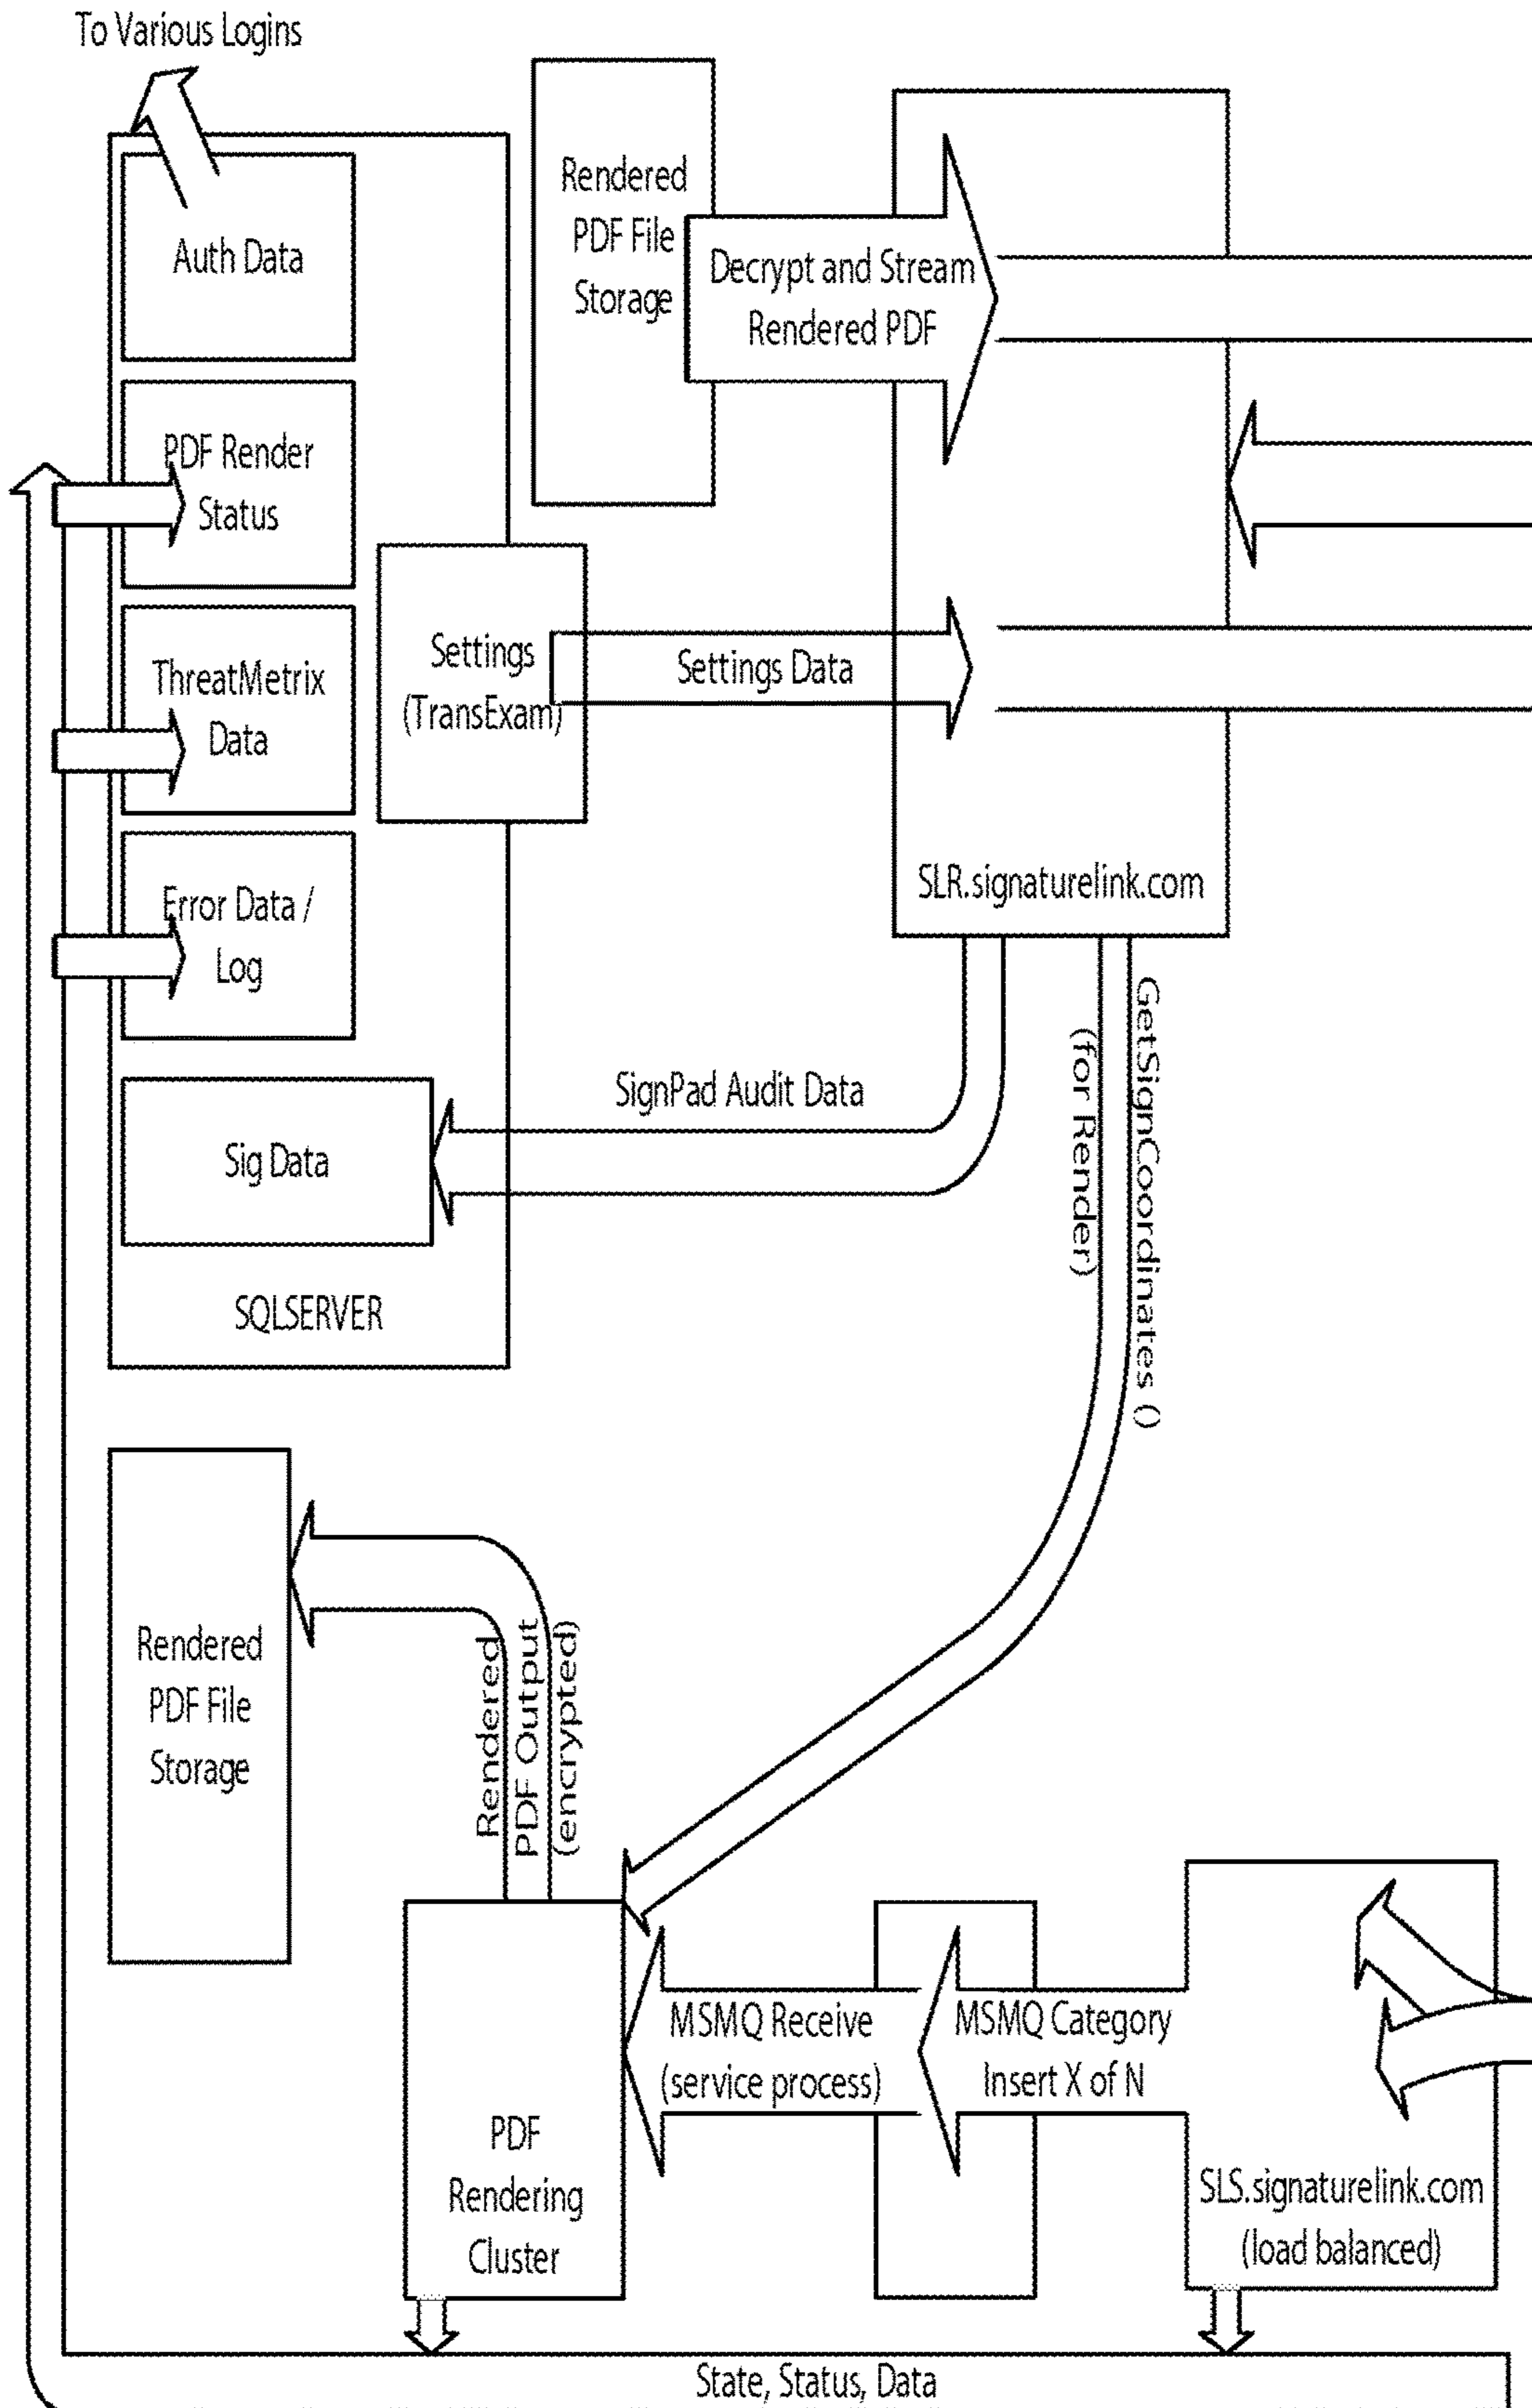 To Various Logins
Auth Data
Rendered
PDF File
Storage
Decrypt and Stream
Rendered PDF
PDF Render
Status
ThreatMetrix
Data
Settings
(TransExam)
Settings Data
Error Data /
Log
SLR.signaturelink.com
SignPad Audit Data
GetSignCoordinates ()
(for Render)
Sig Data
SQLSERVER
Rendered
PDF File
Storage
Rendered
PDF Output
(encrypted)
MSMQ Receive
(service process)
MSMQ Category
Insert X of N
PDF
Rendering
Cluster
SLS.signaturelink.com
(load balanced)
State, Status, Data